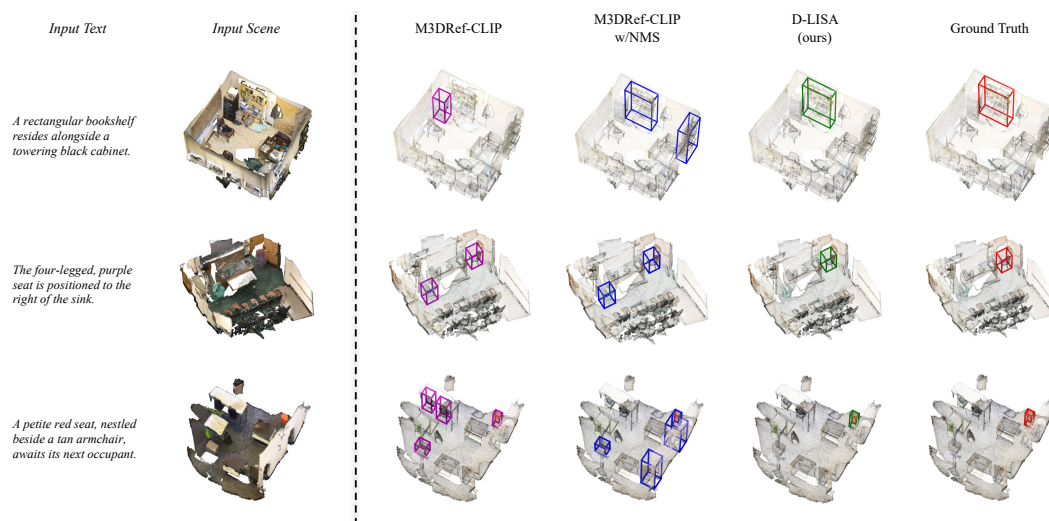 Input Text
Input Scene
M3DRef-CLIP
M3DRef-CLIP
w/NMS
D-LISA
(ours)
Ground Truth
A rectangular bookshelf
resides alongside a
towering black cabinet.
The four-legged, purple
seat is positioned to the
right of the sink.
A petite red seat, nestled
beside a tan armchair,
awaits its next occupant.